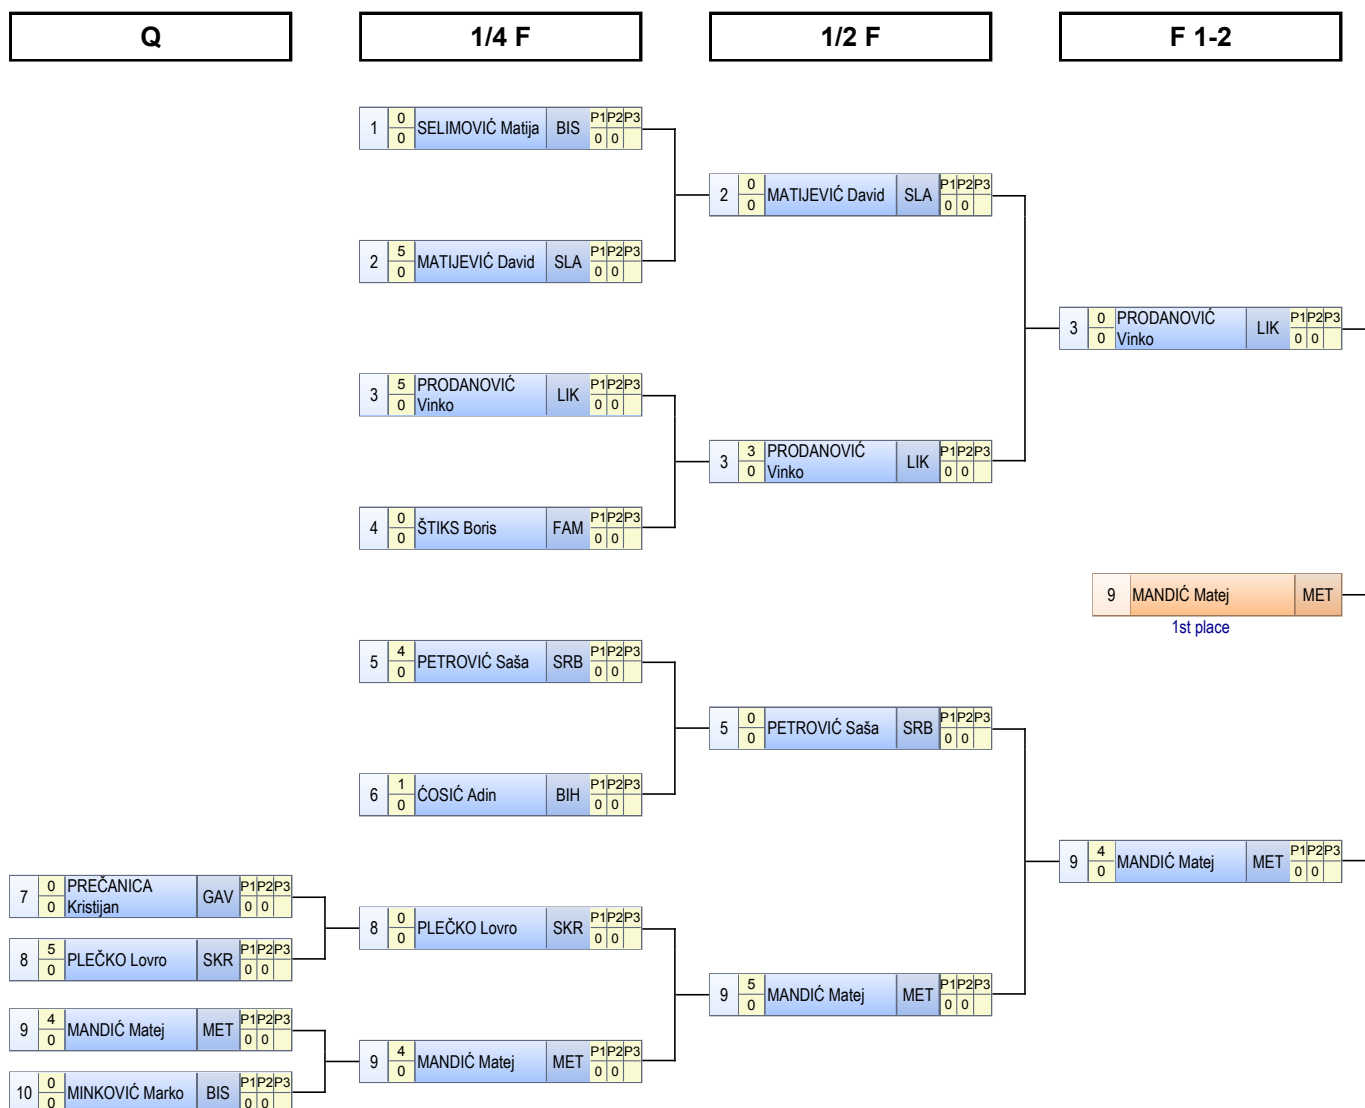 Q 1/4 F 1/2 F F 1-2
1 0 SELIMOVIĆ Matija BIS P1 P2 P3
0 0 0
2 0 MATIJEVIĆ David SLA P1 P2 P3
0 0 0
2 5 MATIJEVIĆ David SLA P1 P2 P3
0 0 0
3 0 PRODANOVIĆ LIK P1 P2 P3
0 Vinko 0 0
3 5 PRODANOVIĆ LIK P1 P2 P3
0 Vinko 0 0
3 3 PRODANOVIĆ LIK P1 P2 P3
0 Vinko 0 0
4 0 ŠTIKS Boris FAM P1 P2 P3
0 0 0
9 MANDIĆ Matej MET
1st place
5 4 PETROVIĆ Saša SRB P1 P2 P3
0 0 0
5 0 PETROVIĆ Saša SRB P1 P2 P3
0 0 0
6 1 ĆOSIĆ Adin BIH P1 P2 P3
0 0 0
9 4 MANDIĆ Matej MET P1 P2 P3
0 0 0
7 0 PREČANICA GAV P1 P2 P3
0 Kristijan 0 0
8 0 PLEČKO Lovro SKR P1 P2 P3
0 0 0
8 5 PLEČKO Lovro SKR P1 P2 P3
0 0 0
9 5 MANDIĆ Matej MET P1 P2 P3
0 0 0
9 4 MANDIĆ Matej MET P1 P2 P3
0 0 0
9 4 MANDIĆ Matej MET P1 P2 P3
0 0 0
10 0 MINKOVIĆ Marko BIS P1 P2 P3
0 0 0